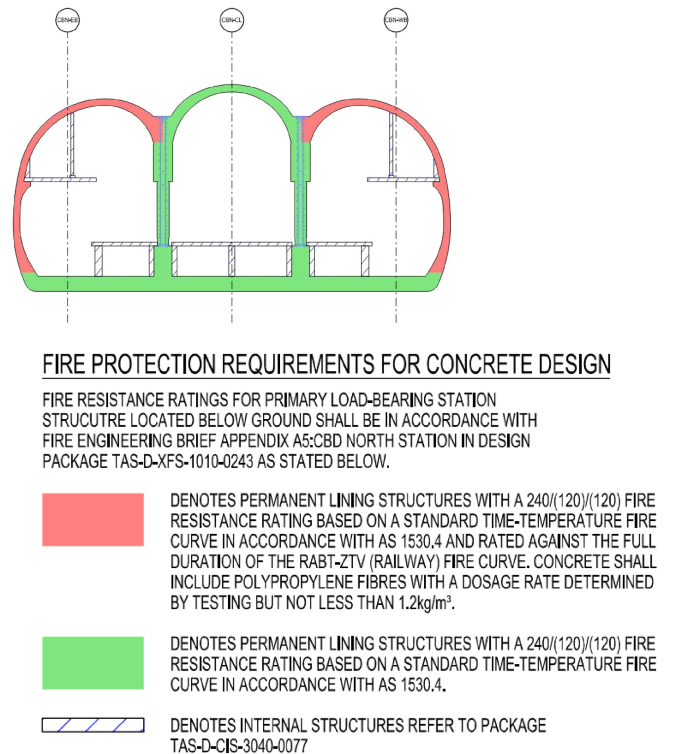 CBN-EB CBN-CL CBN-WB
FIRE PROTECTION REQUIREMENTS FOR CONCRETE DESIGN
FIRE RESISTANCE RATINGS FOR PRIMARY LOAD-BEARING STATION
STRUCUTRE LOCATED BELOW GROUND SHALL BE IN ACCORDANCE WITH
FIRE ENGINEERING BRIEF APPENDIX A5:CBD NORTH STATION IN DESIGN
PACKAGE TAS-D-XFS-1010-0243 AS STATED BELOW.
DENOTES PERMANENT LINING STRUCTURES WITH A 240/(120)/(120) FIRE
RESISTANCE RATING BASED ON A STANDARD TIME-TEMPERATURE FIRE
CURVE IN ACCORDANCE WITH AS 1530.4 AND RATED AGAINST THE FULL
DURATION OF THE RABT-ZTV (RAILWAY) FIRE CURVE. CONCRETE SHALL
INCLUDE POLYPROPYLENE FIBRES WITH A DOSAGE RATE DETERMINED
BY TESTING BUT NOT LESS THAN 1.2kg/m³.
DENOTES PERMANENT LINING STRUCTURES WITH A 240/(120)/(120) FIRE
RESISTANCE RATING BASED ON A STANDARD TIME-TEMPERATURE FIRE
CURVE IN ACCORDANCE WITH AS 1530.4.
DENOTES INTERNAL STRUCTURES REFER TO PACKAGE
TAS-D-CIS-3040-0077